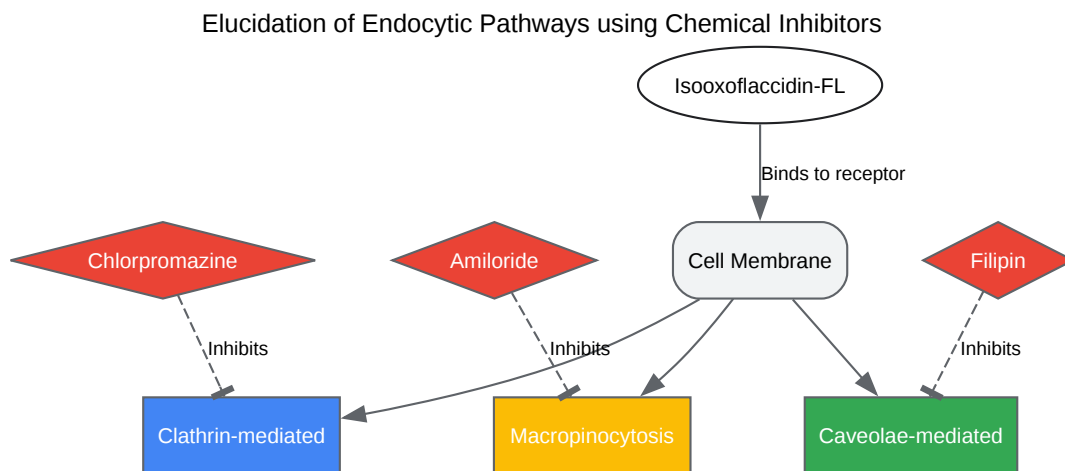 Elucidation of Endocytic Pathways using Chemical Inhibitors
Isooxoflaccidin-FL
Binds to receptor
Chlorpromazine
Amiloride
Cell Membrane
Filipin
Inhibits
Inhibits
Inhibits
Clathrin-mediated
Macropinocytosis
Caveolae-mediated